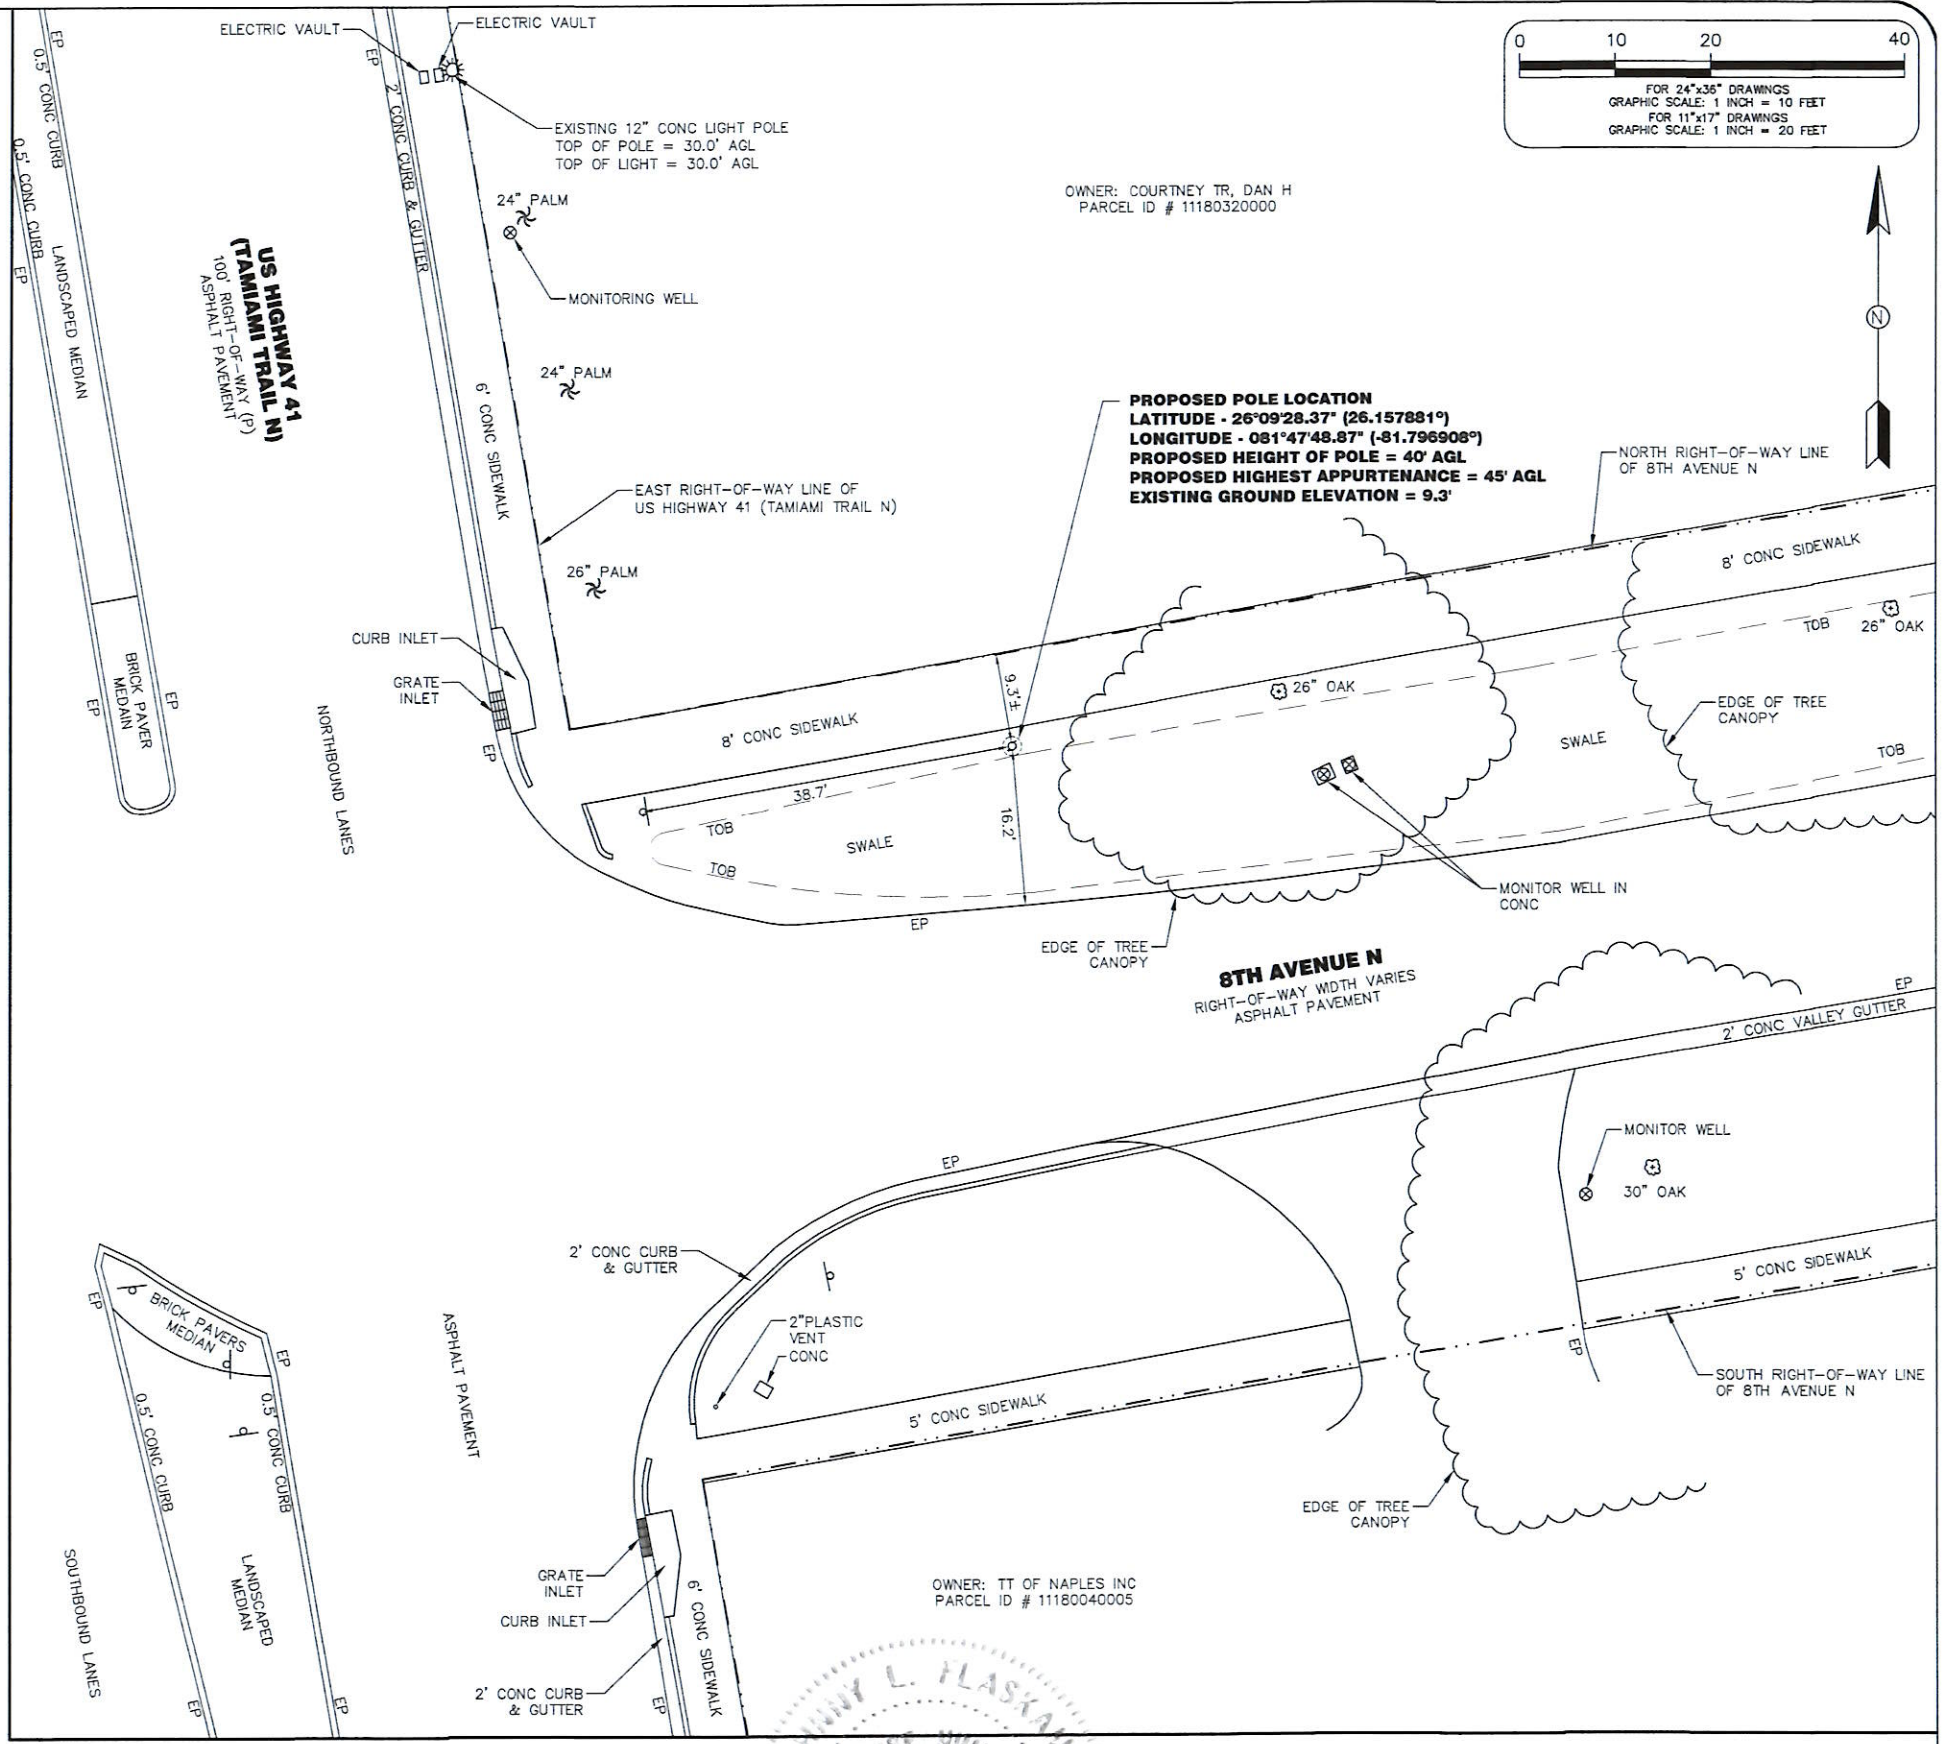 ELECTRIC VAULT
ELECTRIC VAULT
0
10
20
40
FOR 24"x36" DRAWINGS
GRAPHIC SCALE: 1 INCH = 10 FEET
FOR 11"x17" DRAWINGS
GRAPHIC SCALE: 1 INCH = 20 FEET
EP
0.5' CONC CURB
0.5' CONC CURB
EP
LANDSCAPED MEDIAN
EP
2' CONC CURB & GUTTER
EXISTING 12" CONC LIGHT POLE
TOP OF POLE = 30.0' AGL
TOP OF LIGHT = 30.0' AGL
24" PALM
MONITORING WELL
OWNER: COURTNEY TR, DAN H
PARCEL ID # 11180320000
N
US HIGHWAY 41
(TAMIAMI TRAIL N)
100' RIGHT-OF-WAY (P)
ASPHALT PAVEMENT
24" PALM
6' CONC SIDEWALK
PROPOSED POLE LOCATION
LATITUDE - 26°09'28.37" (26.157881°)
LONGITUDE - 081°47'48.87" (-81.796908°)
PROPOSED HEIGHT OF POLE = 40' AGL
PROPOSED HIGHEST APPURTENANCE = 45' AGL
EXISTING GROUND ELEVATION = 9.3'
NORTH RIGHT-OF-WAY LINE
OF 8TH AVENUE N
EAST RIGHT-OF-WAY LINE OF
US HIGHWAY 41 (TAMIAMI TRAIL N)
26" PALM
8' CONC SIDEWALK
TOB
26" OAK
CURB INLET
GRATE
INLET
BRICK PAVER
MEDAIN
EP
EP
NORTHBOUND LANES
EP
8' CONC SIDEWALK
9.3'±
26" OAK
EDGE OF TREE
CANOPY
SWALE
TOB
38.7'
TOB
SWALE
16.2'
TOB
MONITOR WELL IN
CONC
EP
EDGE OF TREE
CANOPY
8TH AVENUE N
RIGHT-OF-WAY WIDTH VARIES
ASPHALT PAVEMENT
EP
2' CONC VALLEY GUTTER
MONITOR WELL
30" OAK
EP
2' CONC CURB
& GUTTER
5' CONC SIDEWALK
EP
BRICK PAVERS
MEDIAN
EP
ASPHALT PAVEMENT
2"PLASTIC
VENT
CONC
EP
SOUTH RIGHT-OF-WAY LINE
OF 8TH AVENUE N
0.5' CONC CURB
0.5' CONC CURB
5' CONC SIDEWALK
EDGE OF TREE
CANOPY
SOUTHBOUND LANES
LANDSCAPED
MEDIAN
GRATE
INLET
CURB INLET
6' CONC SIDEWALK
OWNER: TT OF NAPLES INC
PARCEL ID # 11180040005
2' CONC CURB
& GUTTER
EP
EP
EP
L. FLASKA